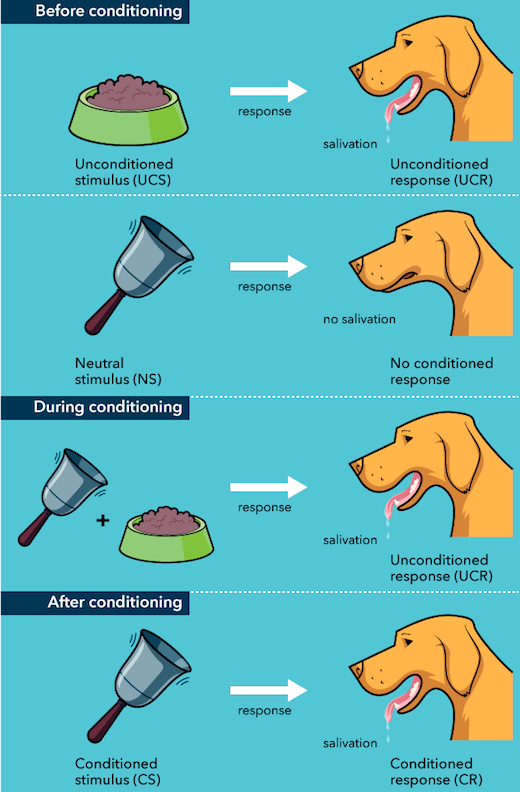 Before conditioning
response
salivation
Unconditioned
stimulus (UCS)
Unconditioned
response (UCR)
response
no salivation
Neutral
stimulus (NS)
No conditioned
response
During conditioning
+
response
salivation
Unconditioned
response (UCR)
After conditioning
response
salivation
Conditioned
stimulus (CS)
Conditioned
response (CR)